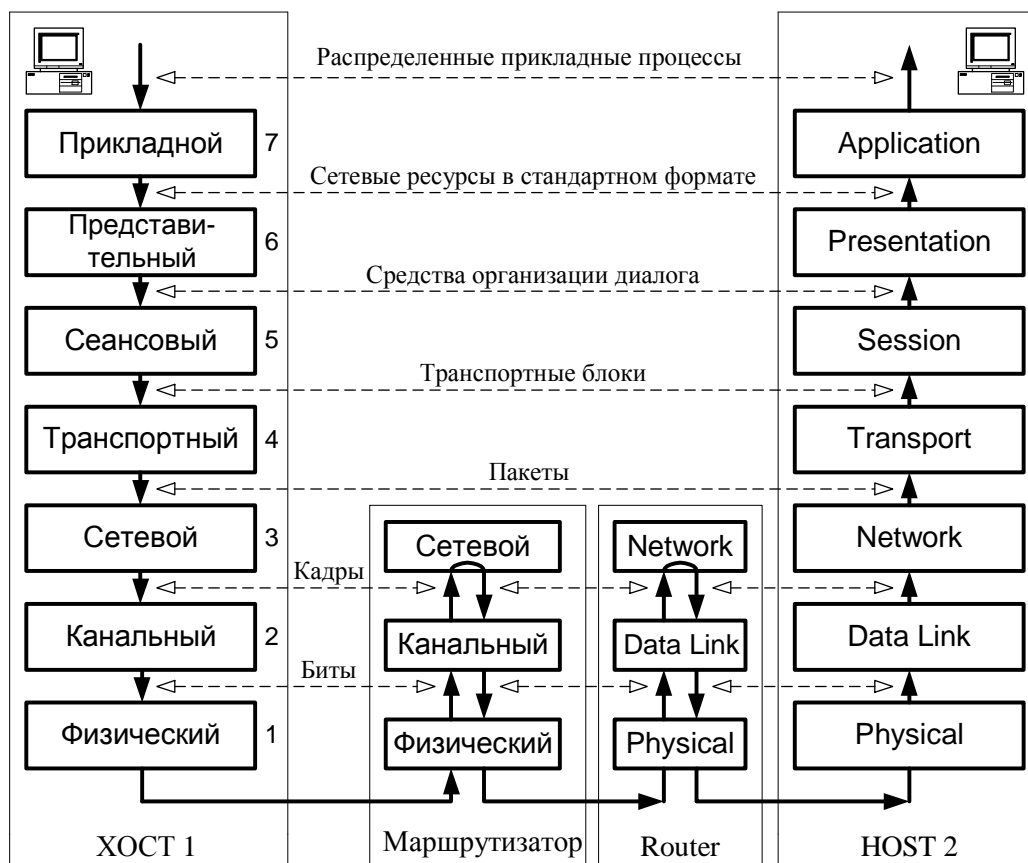 Распределенные прикладные процессы
Прикладной 7 Application
Сетевые ресурсы в стандартном формате
Представи-
тельный 6 Presentation
Средства организации диалога
Сеансовый 5 Session
Транспортные блоки
Транспортный 4 Transport
Пакеты
Сетевой 3 Сетевой Network Network
Кадры
Канальный 2 Канальный Data Link Data Link
Биты
Физический 1 Физический Physical Physical
ХОСТ 1 Маршрутизатор Router HOST 2